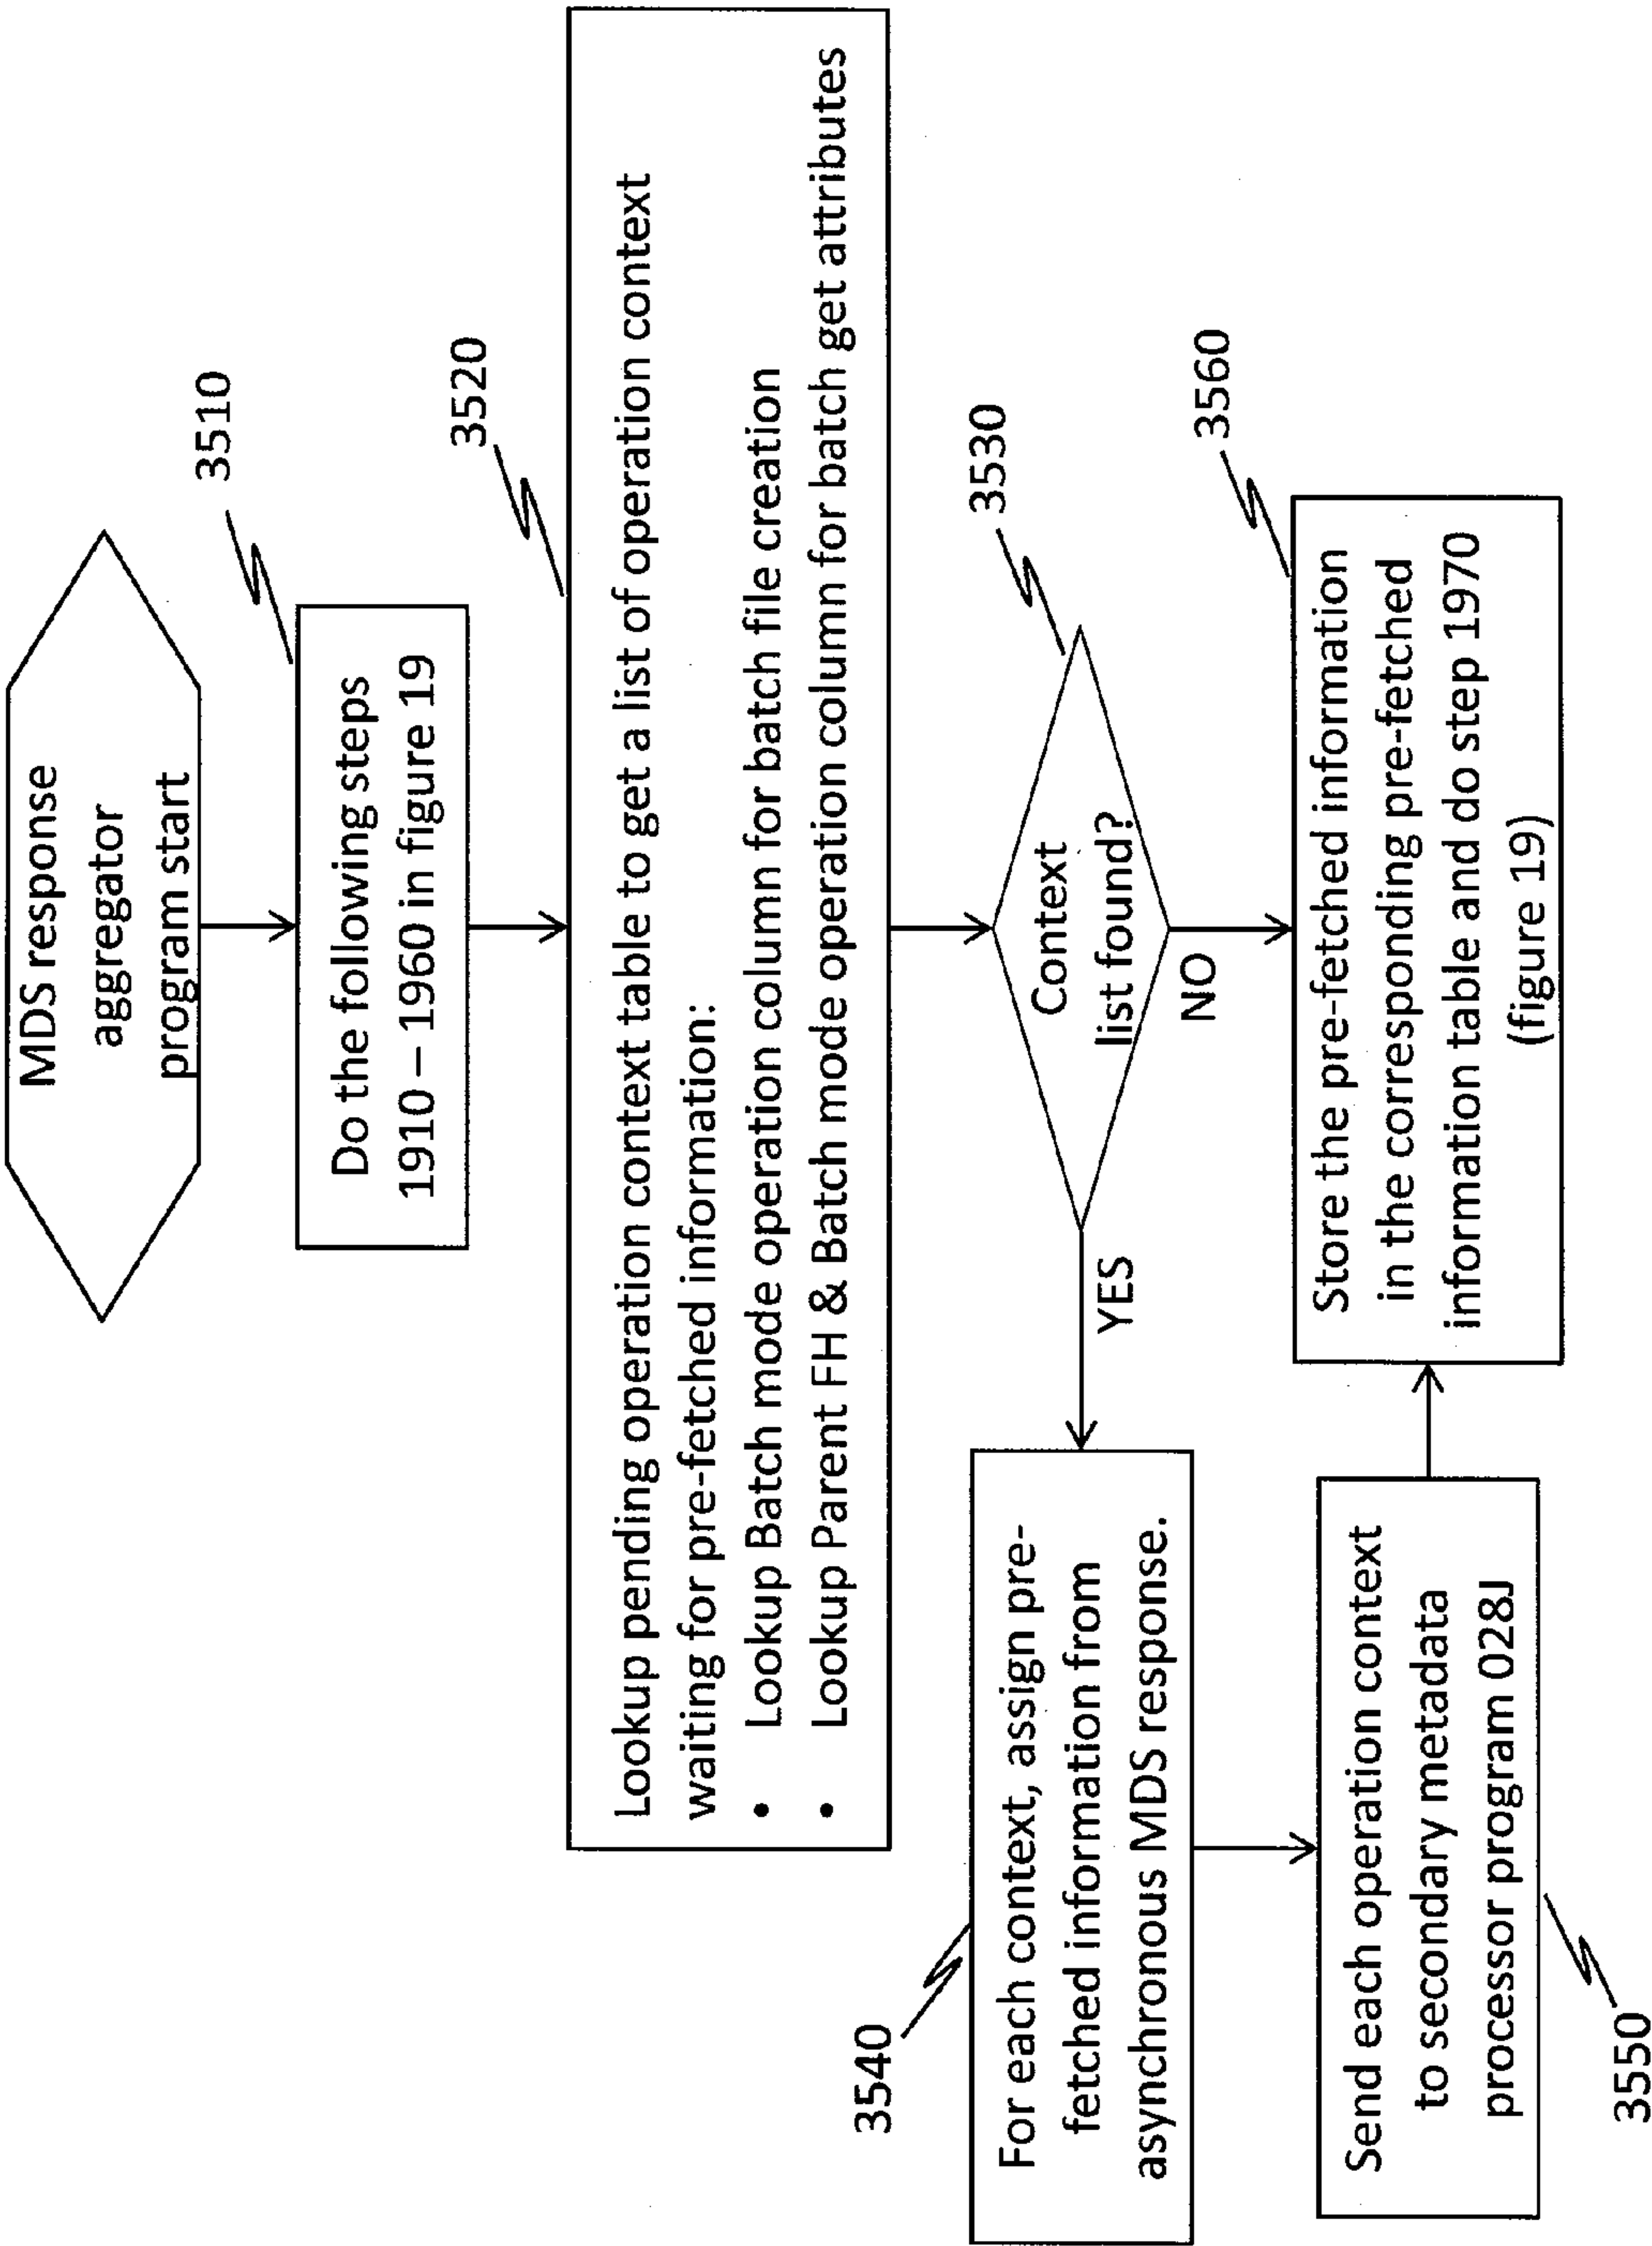 MDS response
aggregator
program start
3510
Do the following steps
1910 – 1960 in figure 19
3520
Lookup pending operation context table to get a list of operation context
waiting for pre-fetched information:
• Lookup Batch mode operation column for batch file creation
• Lookup Parent FH & Batch mode operation column for batch get attributes
3530
Context
list found?
YES
NO
3540
For each context, assign pre-
fetched information from
asynchronous MDS response.
3550
Send each operation context
to secondary metadata
processor program 028J
3560
Store the pre-fetched information
in the corresponding pre-fetched
information table and do step 1970
(figure 19)